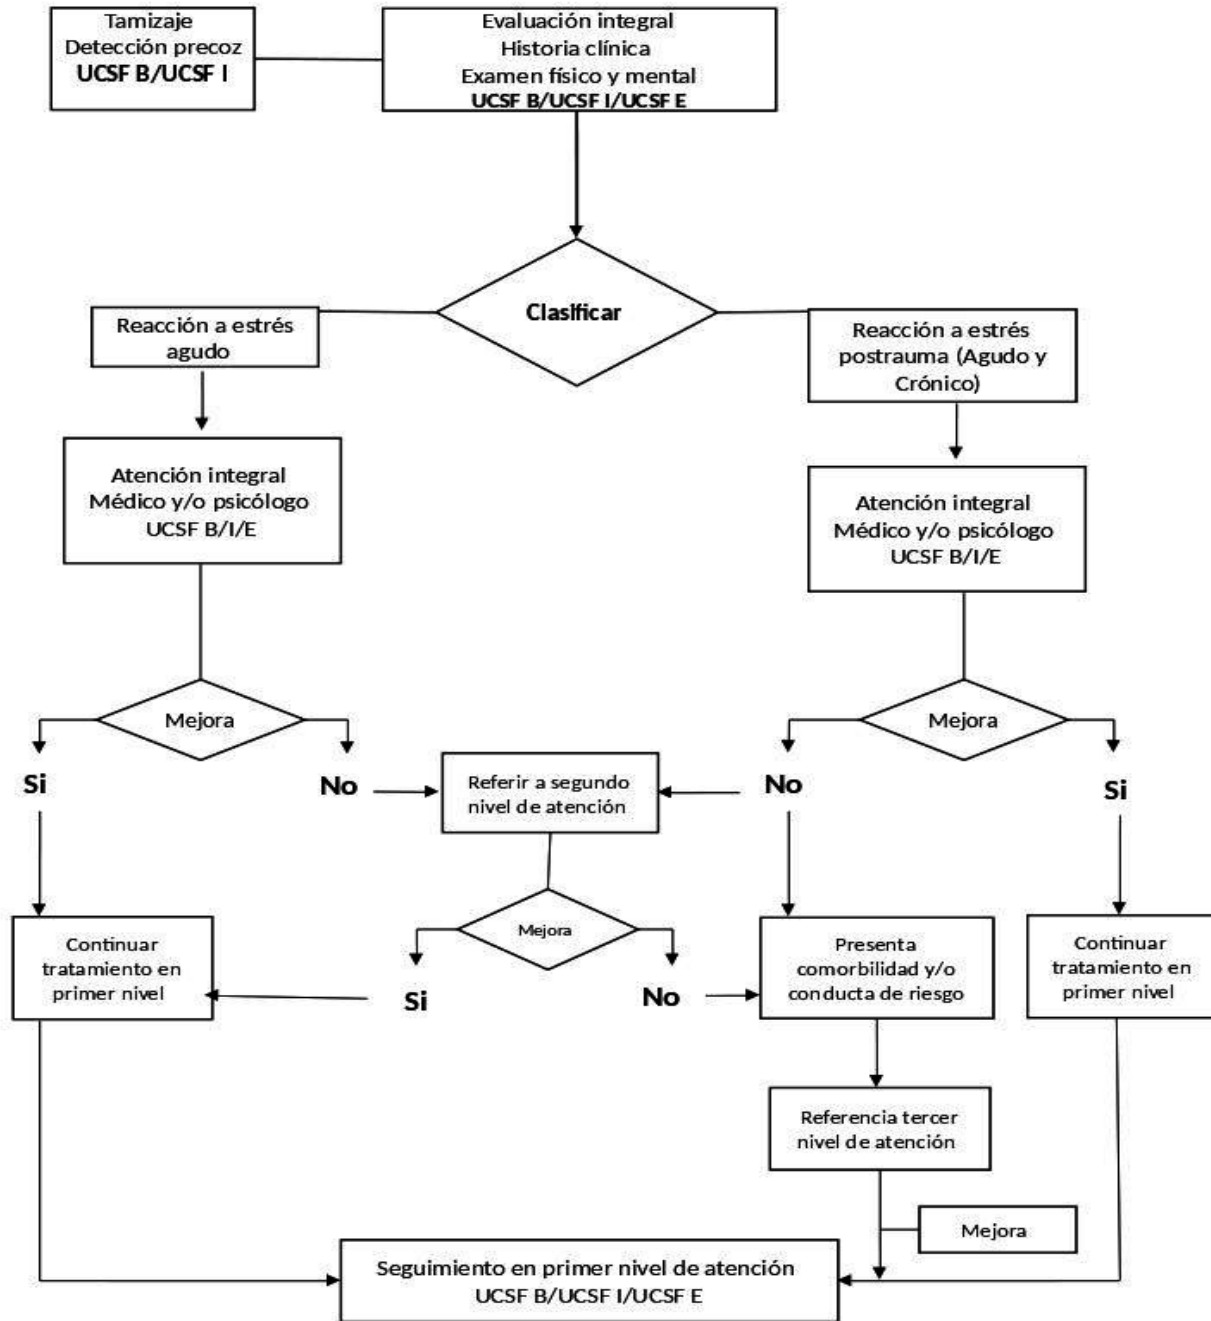 Tamizaje
Detección precoz
UCSF B/UCSF I
Evaluación integral
Historia clínica
Examen físico y mental
UCSF B/UCSF I/UCSF E
Clasificar
Reacción a estrés
agudo
Reacción a estrés
postrauma (Agudo y
Crónico)
Atención integral
Médico y/o psicólogo
UCSF B/I/E
Atención integral
Médico y/o psicólogo
UCSF B/I/E
Mejora
Mejora
Si
No
Referir a segundo
nivel de atención
No
Si
Continuar
tratamiento en
primer nivel
Mejora
Si
No
Presenta
comorbilidad y/o
conducta de riesgo
Continuar
tratamiento en
primer nivel
Referencia tercer
nivel de atención
Mejora
Seguimiento en primer nivel de atención
UCSF B/UCSF I/UCSF E